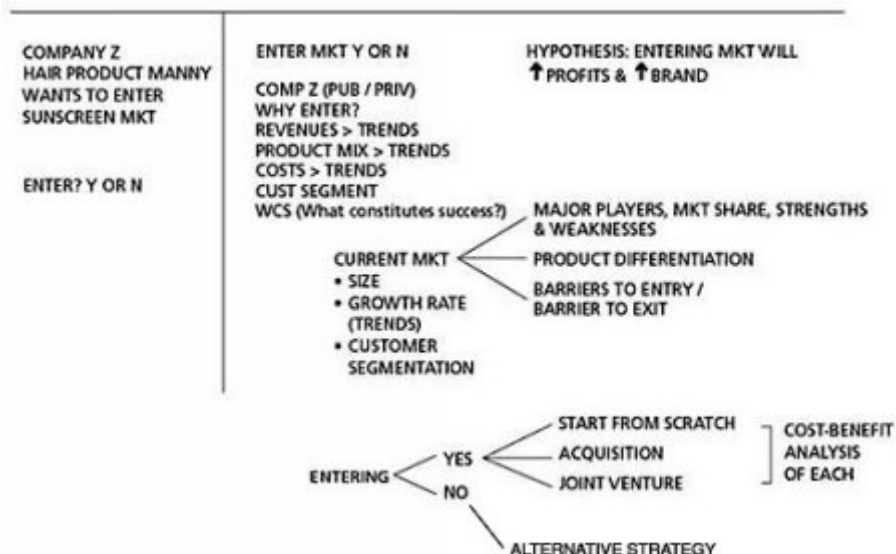 COMPANY Z
HAIR PRODUCT MANNY
WANTS TO ENTER
SUNSCREEN MKT
ENTER? Y OR N
ENTER MKT Y OR N
COMP Z (PUB / PRIV)
WHY ENTER?
REVENUES > TRENDS
PRODUCT MIX > TRENDS
COSTS > TRENDS
CUST SEGMENT
WCS (What constitutes success?)
HYPOTHESIS: ENTERING MKT WILL
↑ PROFITS & ↑ BRAND
CURRENT MKT
• SIZE
• GROWTH RATE
(TRENDS)
• CUSTOMER
SEGMENTATION
MAJOR PLAYERS, MKT SHARE, STRENGTHS
& WEAKNESSES
PRODUCT DIFFERENTIATION
BARRIERS TO ENTRY /
BARRIER TO EXIT
ENTERING
YES
NO
START FROM SCRATCH
ACQUISITION
JOINT VENTURE
COST-BENEFIT
ANALYSIS
OF EACH
ALTERNATIVE STRATEGY